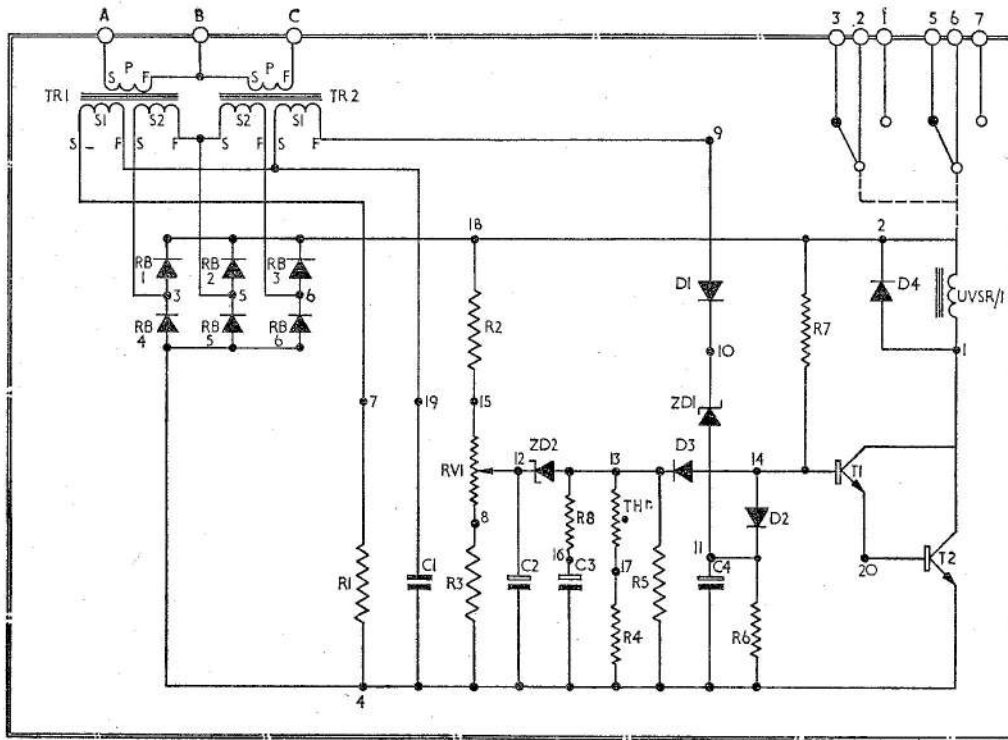 A B C 3 2 1 5 6 7
S P F S P F
TR1 TR2
S1 S2 S2 S1
S F S F S F S F
9
18 2
RB 1 RB 2 RB 3 D1 D4 UVSR/1
3 5 6 R2 R7
RB 4 RB 5 RB 6 10 1
7 19 15 ZD1
ZD2 D3
RV1 12 13 14 T1
8 R8 TH D2
16 11 20 T2
R1 C1 R3 C2 C3 17 R5 C4
R4 R6
4